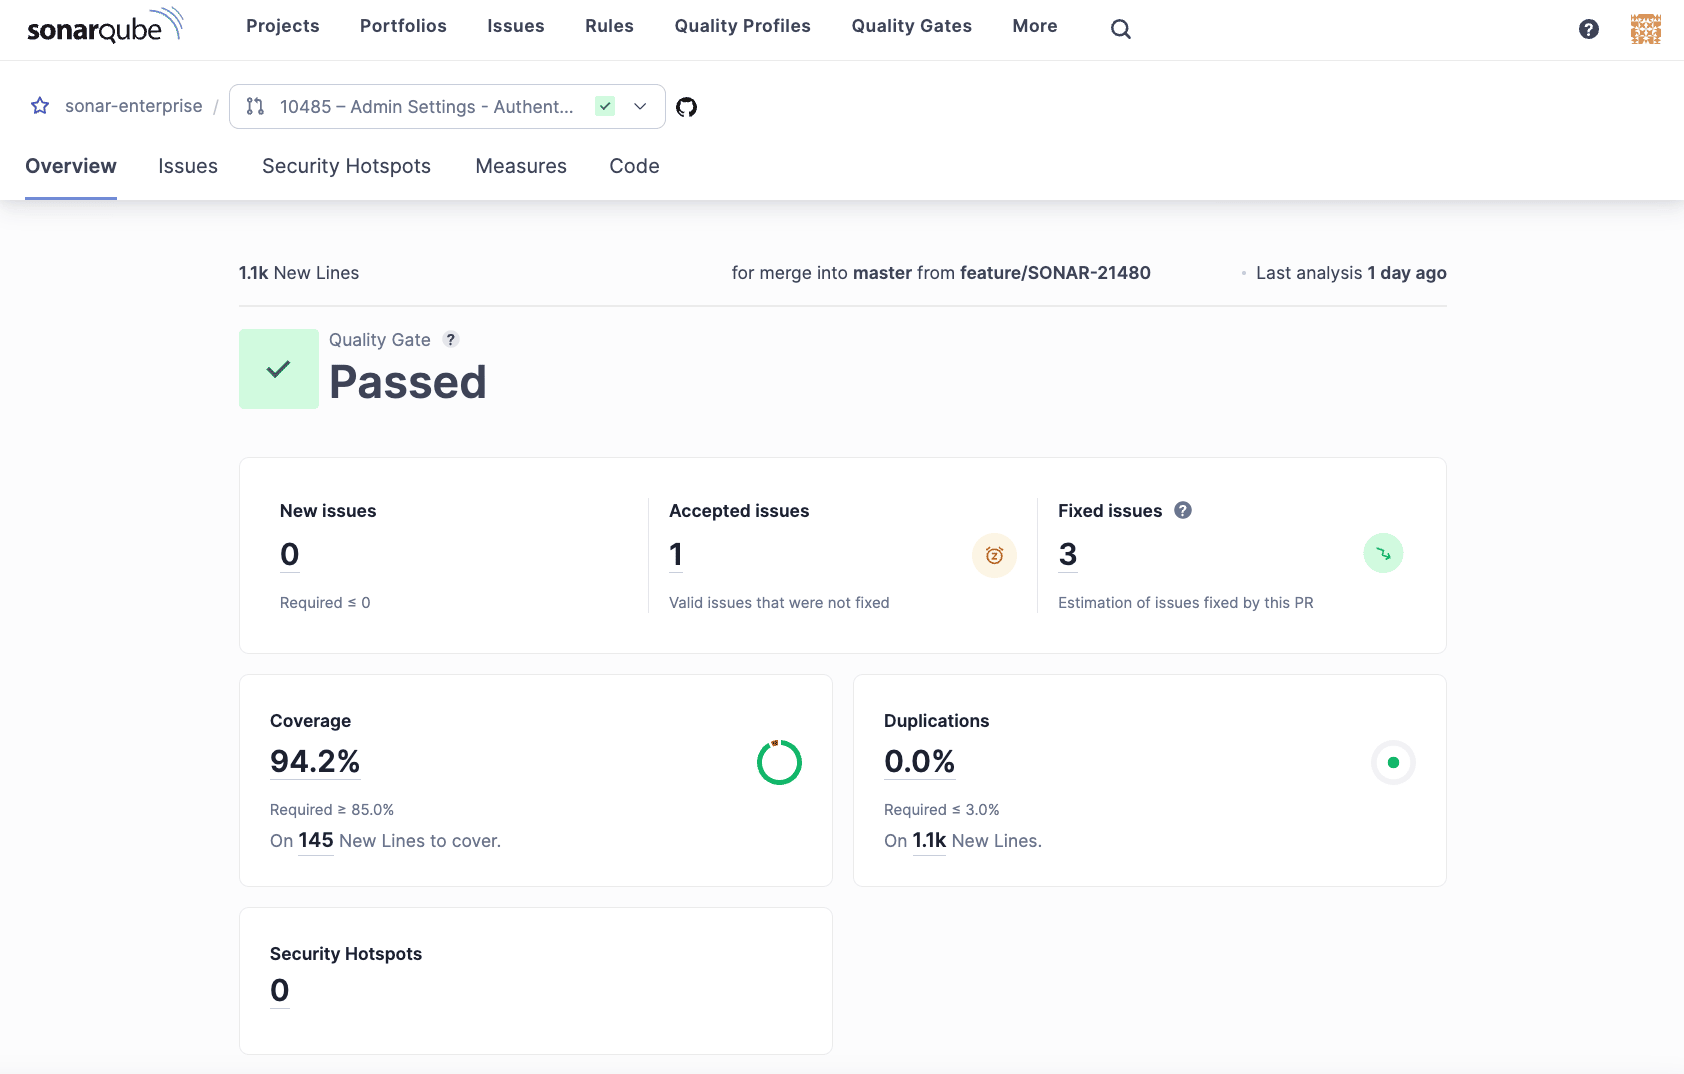 sonarqube Projects Portfolios Issues Rules Quality Profiles Quality Gates More ?
sonar-enterprise / 10485 – Admin Settings - Authent...
Overview Issues Security Hotspots Measures Code
1.1k New Lines for merge into master from feature/SONAR-21480 • Last analysis 1 day ago
Quality Gate ?
Passed
New issues
0
Required ≤ 0
Accepted issues
1
Valid issues that were not fixed
Fixed issues ?
3
Estimation of issues fixed by this PR
Coverage
94.2%
Required ≥ 85.0%
On 145 New Lines to cover.
Duplications
0.0%
Required ≤ 3.0%
On 1.1k New Lines.
Security Hotspots
0